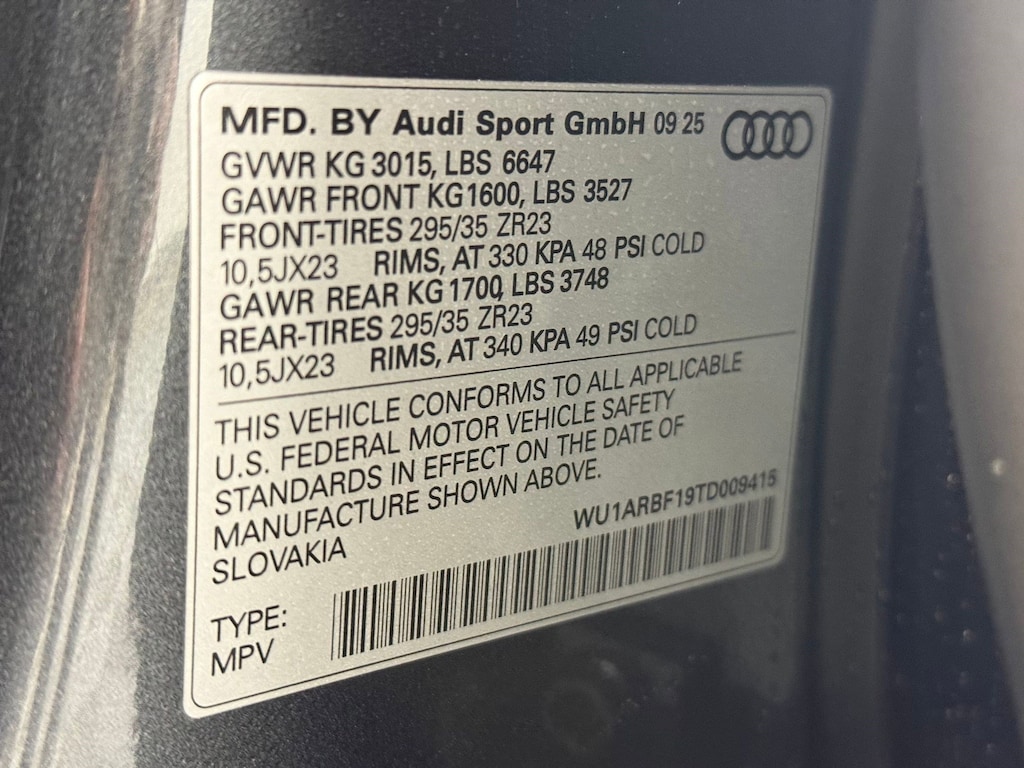 MFD. BY Audi Sport GmbH 09 25
GVWR KG 3015, LBS 6647
GAWR FRONT KG1600, LBS 3527
FRONT-TIRES 295/35 ZR23
10,5JX23 RIMS, AT 330 KPA 48 PSI COLD
GAWR REAR KG 1700, LBS 3748
REAR-TIRES 295/35 ZR23
10,5JX23 RIMS, AT 340 KPA 49 PSI COLD
THIS VEHICLE CONFORMS TO ALL APPLICABLE
U.S. FEDERAL MOTOR VEHICLE SAFETY
STANDARDS IN EFFECT ON THE DATE OF
MANUFACTURE SHOWN ABOVE.
SLOVAKIA WU1ARBF19TD009415
TYPE:
MPV